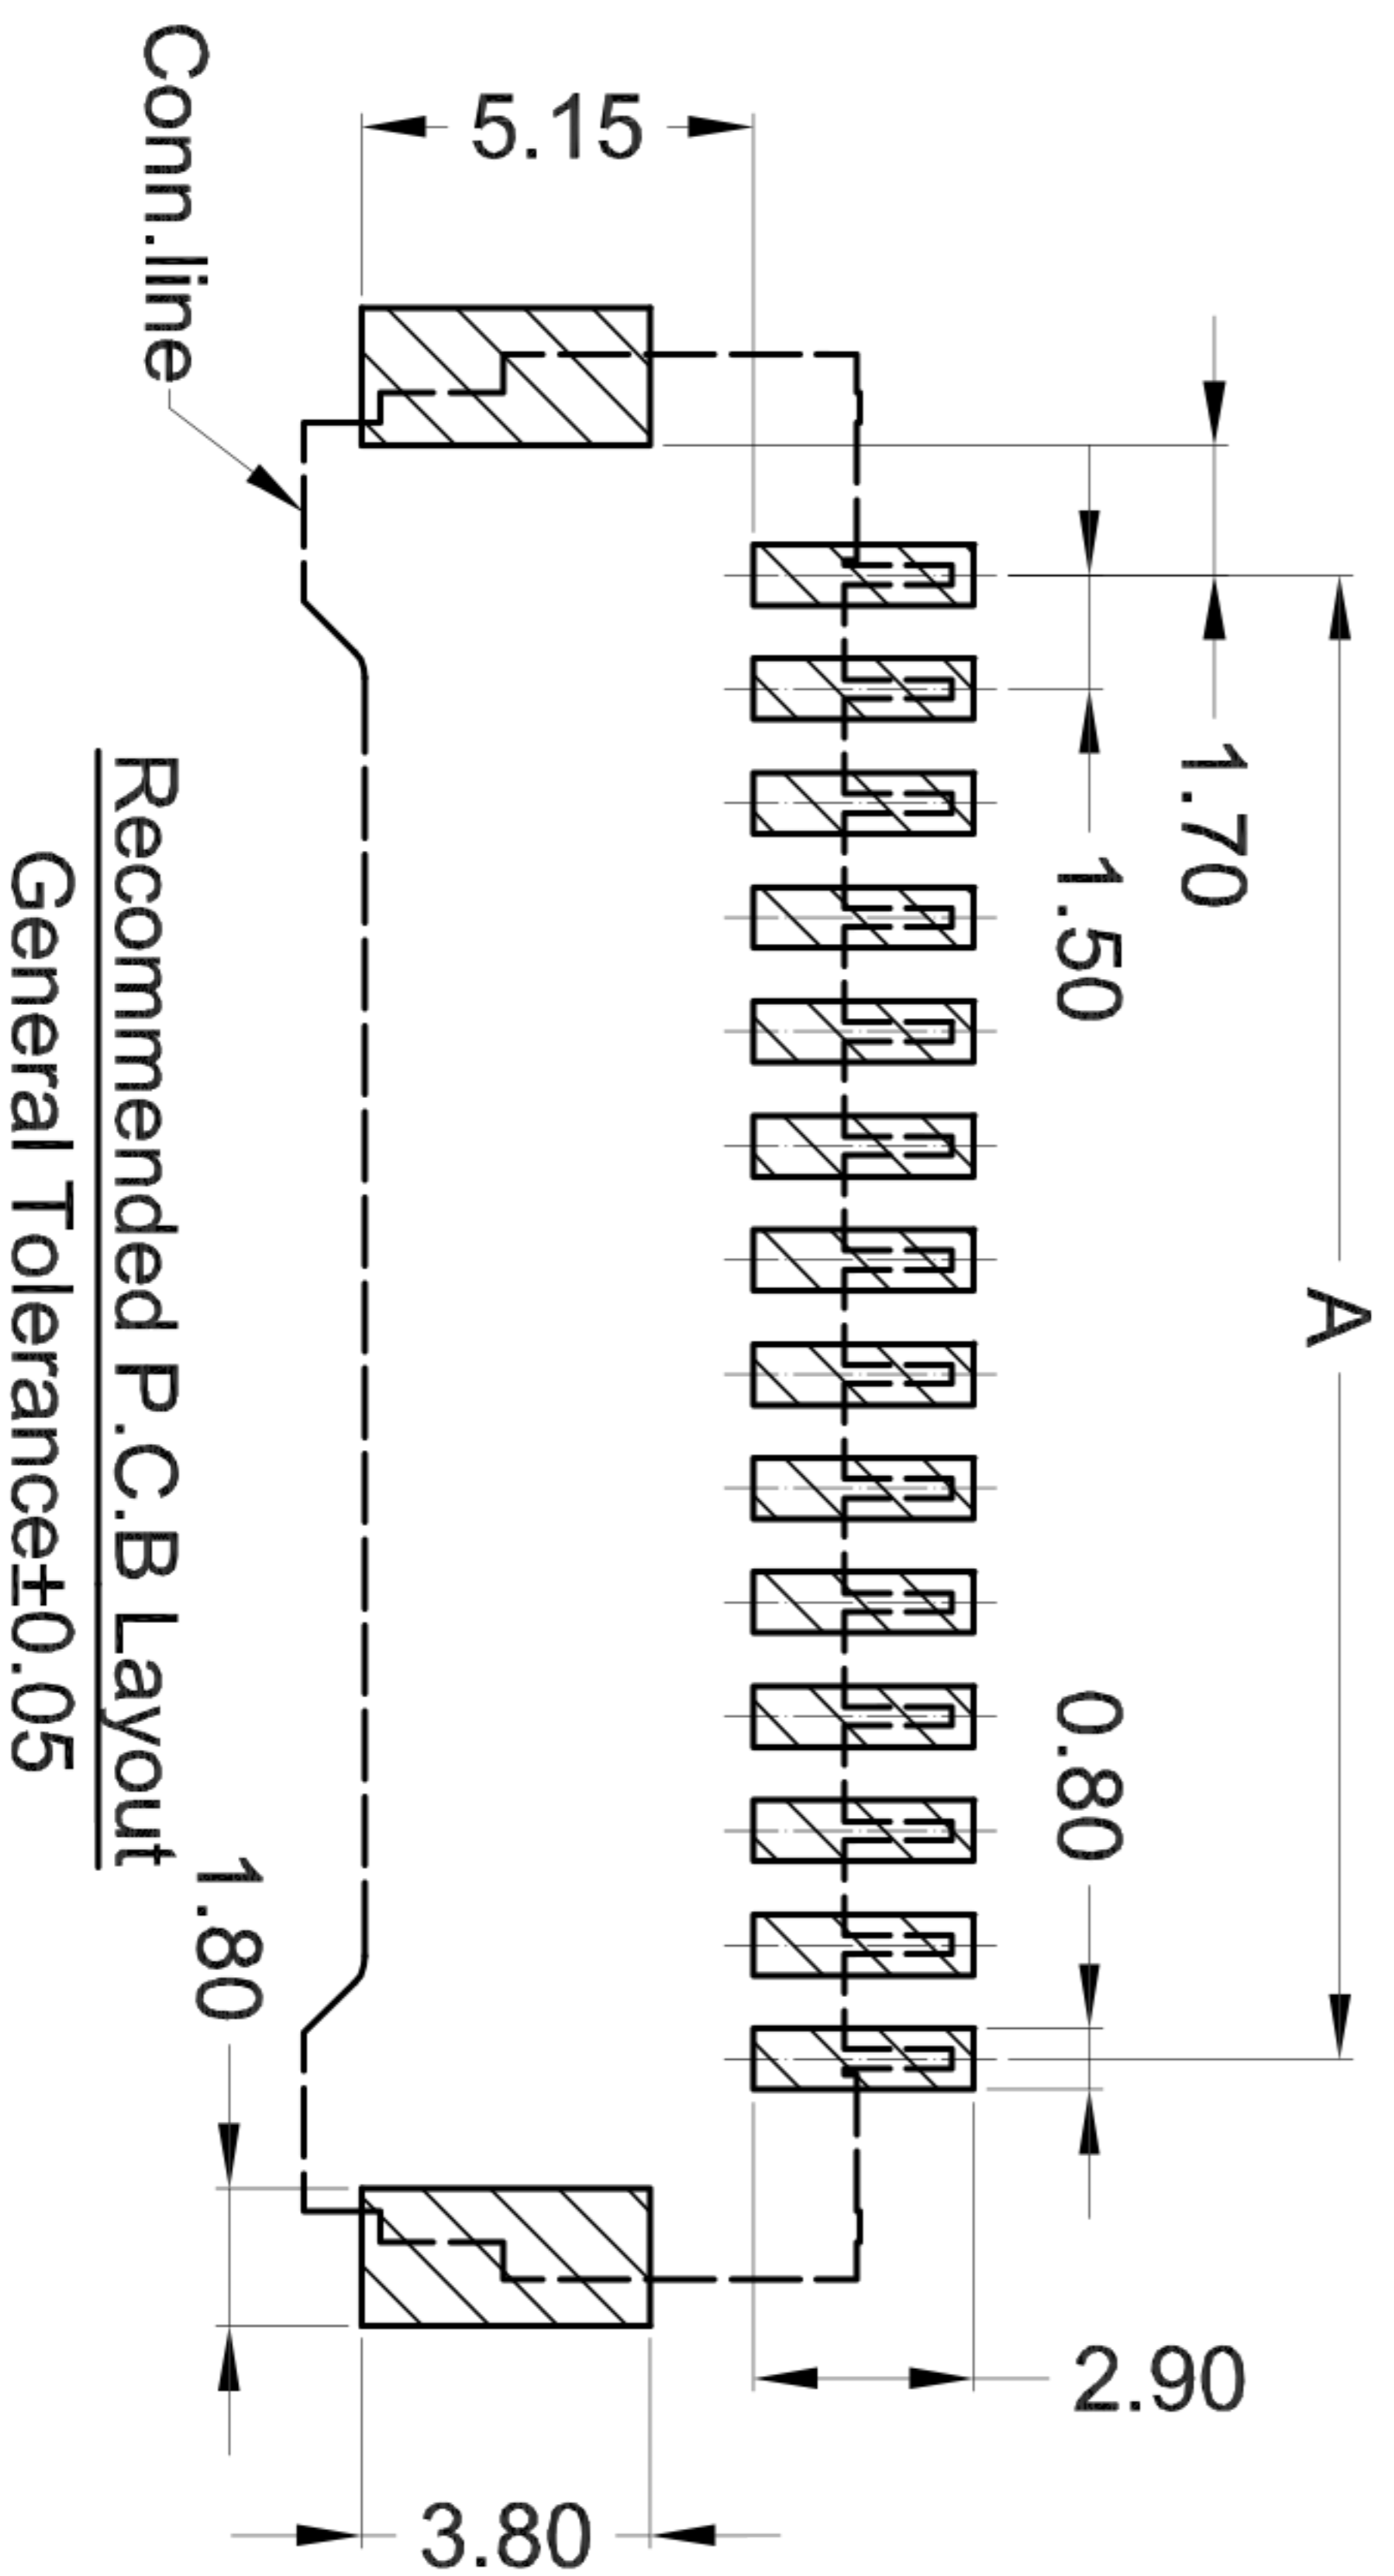 A
1.70
1.50
0.80
5.15
2.90
3.80
1.80
Conn.line
Recommended P.C.B Layout
General Tolerance±0.05